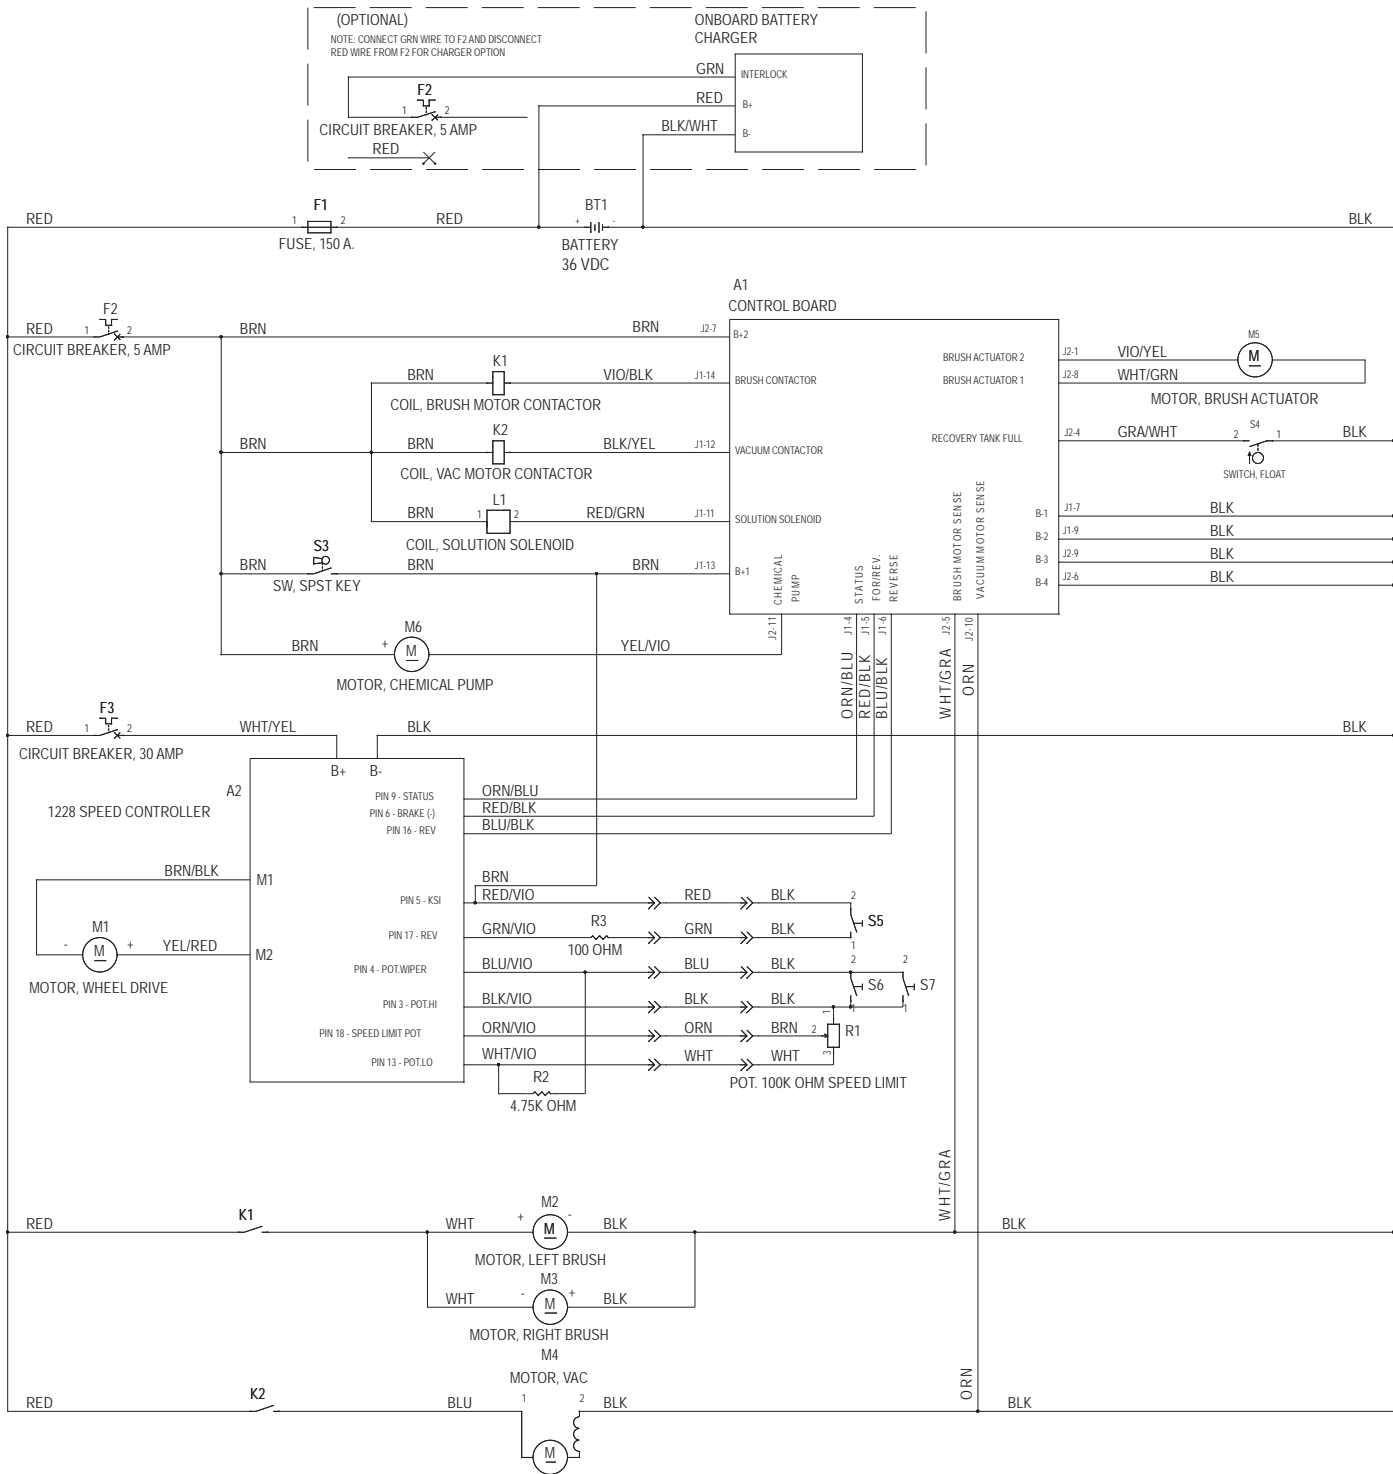 (OPTIONAL)
NOTE: CONNECT GRN WIRE TO F2 AND DISCONNECT
RED WIRE FROM F2 FOR CHARGER OPTION
ONBOARD BATTERY
CHARGER
GRN
INTERLOCK
F2
1 2
RED
B+
CIRCUIT BREAKER, 5 AMP
BLK/WHT
B-
RED
RED
F1
1 2
FUSE, 150 A.
RED
BT1
+ -
BATTERY
36 VDC
BLK
A1
CONTROL BOARD
F2
RED 1 2
CIRCUIT BREAKER, 5 AMP
BRN
BRN
J2-7
B+2
BRN
K1
VIO/BLK
J1-14
BRUSH CONTACTOR
COIL, BRUSH MOTOR CONTACTOR
BRN
BRN
K2
BLK/YEL
J1-12
VACUUM CONTACTOR
COIL, VAC MOTOR CONTACTOR
BRN
L1
1 2
RED/GRN
J1-11
SOLUTION SOLENOID
COIL, SOLUTION SOLENOID
BRN
S3
BRN
BRN
J1-13
B+1
SW, SPST KEY
BRUSH ACTUATOR 2
J2-1
VIO/YEL
M5
M
BRUSH ACTUATOR 1
J2-8
WHT/GRN
MOTOR, BRUSH ACTUATOR
RECOVERY TANK FULL
J2-4
GRA/WHT
S4
2 1
BLK
SWITCH, FLOAT
B-1
J1-7
BLK
B-2
J1-9
BLK
B-3
J2-9
BLK
B-4
J2-6
BLK
CHEMICAL
PUMP
STATUS
FOR/REV.
REVERSE
BRUSH MOTOR SENSE
VACUUM MOTOR SENSE
J2-11
J1-4
J1-5
J1-6
J2-5
J2-10
ORN/BLU
RED/BLK
BLU/BLK
WHT/GRA
ORN
BRN
M6
+
M
YEL/VIO
MOTOR, CHEMICAL PUMP
RED
F3
1 2
WHT/YEL
BLK
BLK
CIRCUIT BREAKER, 30 AMP
B+ B-
A2
1228 SPEED CONTROLLER
PIN 9 - STATUS
ORN/BLU
PIN 6 - BRAKE (-)
RED/BLK
PIN 16 - REV
BLU/BLK
BRN/BLK
M1
M1
- +
M
YEL/RED
M2
MOTOR, WHEEL DRIVE
BRN
PIN 5 - KSI
RED/VIO
RED
BLK
2
S5
1
PIN 17 - REV
GRN/VIO
R3
100 OHM
GRN
BLK
PIN 4 - POT.WIPER
BLU/VIO
BLU
BLK
2
S6
1
2
S7
1
PIN 3 - POT.HI
BLK/VIO
BLK
BLK
PIN 18 - SPEED LIMIT POT
ORN/VIO
ORN
BRN
1
2
3
R1
PIN 13 - POT.LO
WHT/VIO
WHT
WHT
R2
4.75K OHM
POT. 100K OHM SPEED LIMIT
RED
K1
WHT
M2
+ -
M
BLK
WHT/GRA
BLK
MOTOR, LEFT BRUSH
WHT
M3
- +
M
BLK
MOTOR, RIGHT BRUSH
M4
MOTOR, VAC
RED
K2
BLU
1 2
BLK
ORN
BLK
M